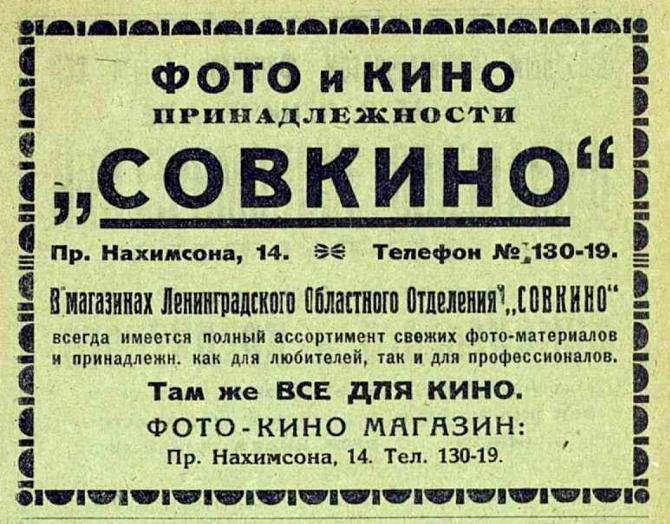 ФОТО и КИНО
ПРИНАДЛЕЖНОСТИ
„СОВКИНО“
Пр. Нахимсона, 14. Телефон № 130-19.
В магазинах Ленинградского Областного Отделения „СОВКИНО“
всегда имеется полный ассортимент свежих фото-материалов
и принадлежн. как для любителей, так и для профессионалов.
Там же ВСЕ ДЛЯ КИНО.
ФОТО-КИНО МАГАЗИН:
Пр. Нахимсона, 14. Тел. 130-19.